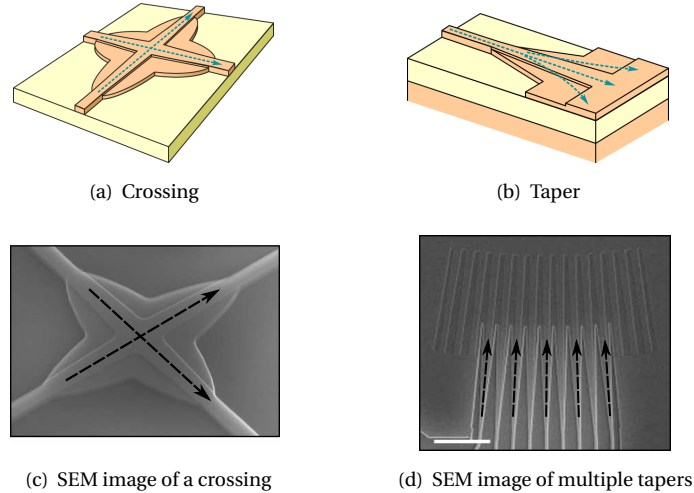 (a) Crossing
(b) Taper
(c) SEM image of a crossing
(d) SEM image of multiple tapers